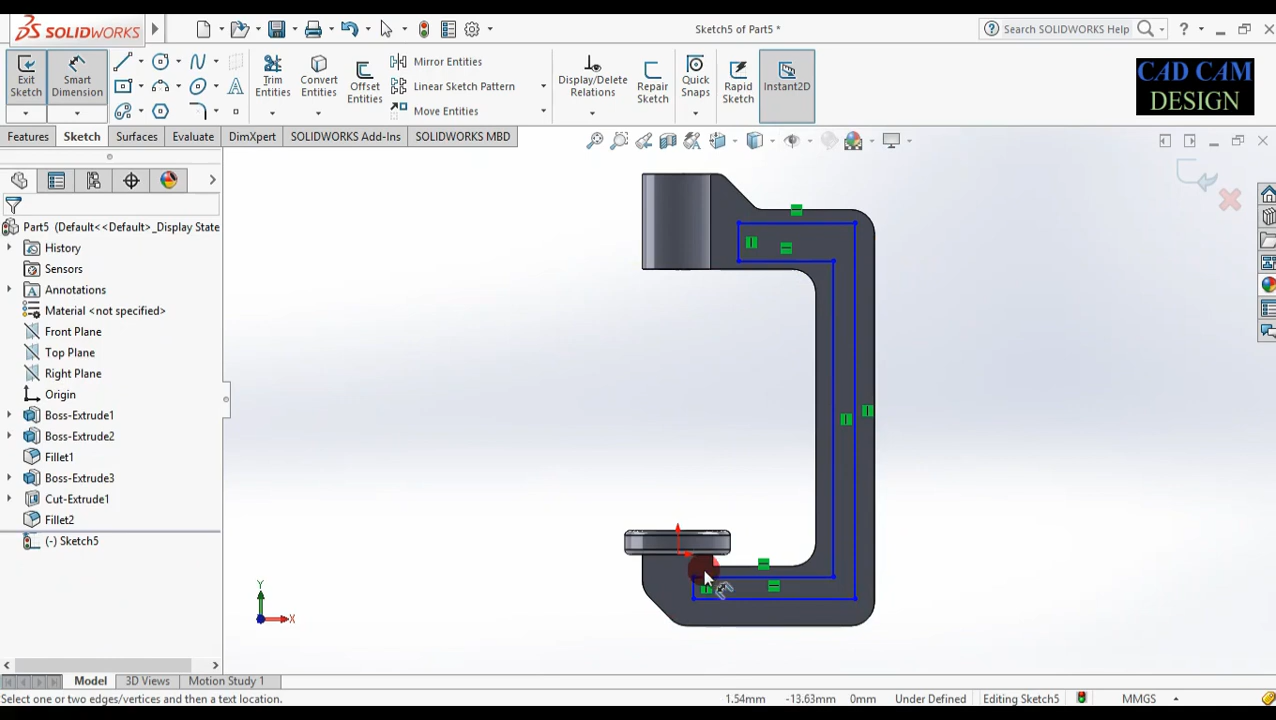 SOLIDWORKS
Sketch5 of Part5 *
Search SOLIDWORKS Help
?
Exit Sketch
Smart Dimension
Trim Entities
Convert Entities
Offset Entities
Mirror Entities
Linear Sketch Pattern
Move Entities
Display/Delete Relations
Repair Sketch
Quick Snaps
Rapid Sketch
Instant2D
CAD CAM
DESIGN
Features
Sketch
Surfaces
Evaluate
DimXpert
SOLIDWORKS Add-Ins
SOLIDWORKS MBD
Part5 (Default<<Default>_Display State
History
Sensors
Annotations
Material <not specified>
Front Plane
Top Plane
Right Plane
Origin
Boss-Extrude1
Boss-Extrude2
Fillet1
Boss-Extrude3
Cut-Extrude1
Fillet2
(-) Sketch5
Y
X
Model
3D Views
Motion Study 1
Select one or two edges/vertices and then a text location.
1.54mm
-13.63mm
0mm
Under Defined
Editing Sketch5
MMGS